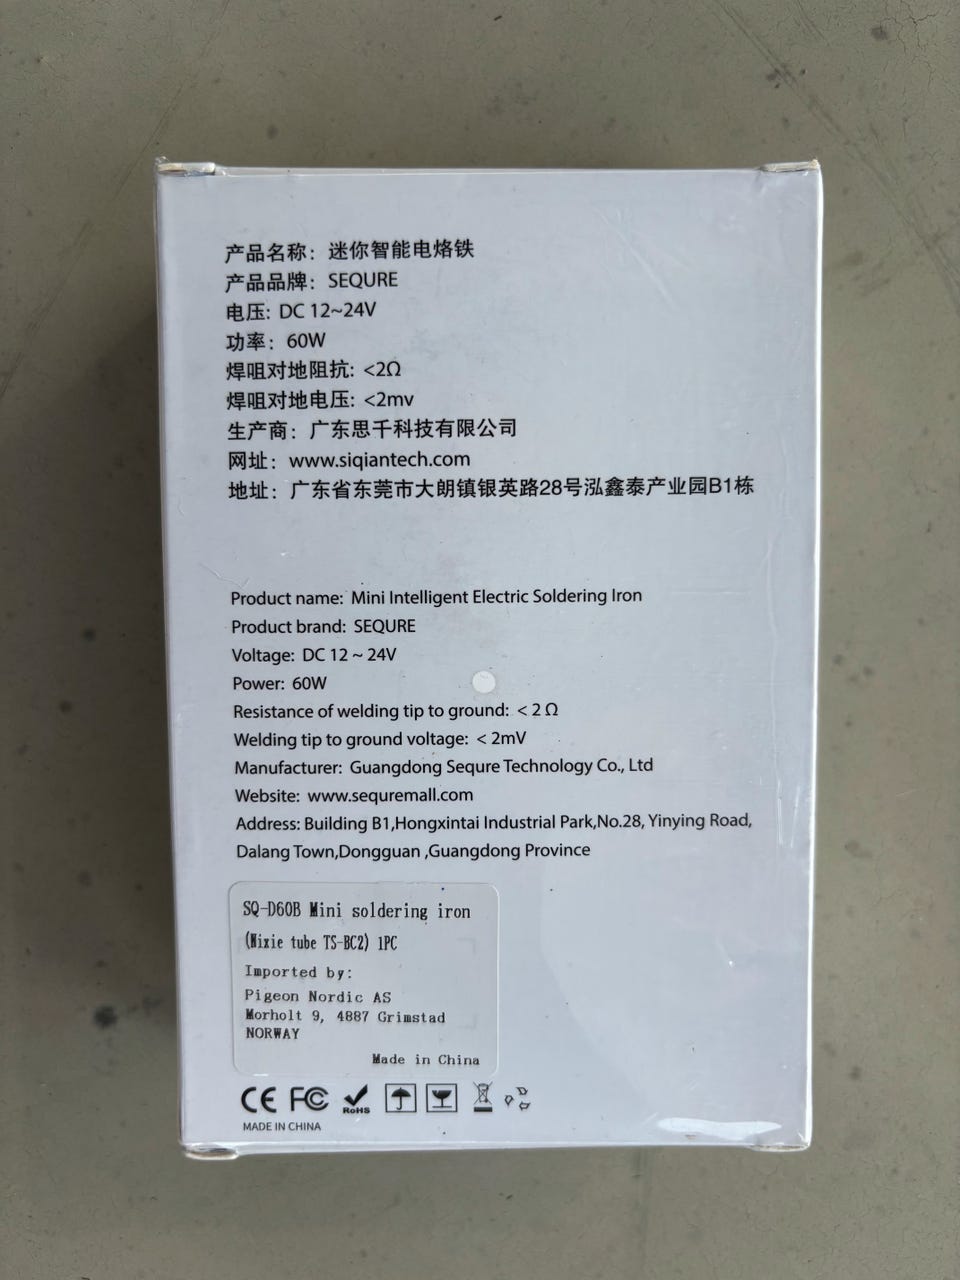 产品名称：迷你智能电烙铁
产品品牌：SEQURE
电压: DC 12~24V
功率：60W
焊咀对地阻抗: <2Ω
焊咀对地电压: <2mv
生产商：广东思千科技有限公司
网址：www.siqiantech.com
地址：广东省东莞市大朗镇银英路28号泓鑫泰产业园B1栋
Product name: Mini Intelligent Electric Soldering Iron
Product brand: SEQURE
Voltage: DC 12 ~ 24V
Power: 60W
Resistance of welding tip to ground: < 2 Ω
Welding tip to ground voltage: < 2mV
Manufacturer: Guangdong Sequre Technology Co., Ltd
Website: www.sequremall.com
Address: Building B1,Hongxintai Industrial Park,No.28, Yinying Road,
Dalang Town,Dongguan ,Guangdong Province
SQ-D60B Mini soldering iron
(Nixie tube TS-BC2) 1PC
Imported by:
Pigeon Nordic AS
Morholt 9, 4887 Grimstad
NORWAY
Made in China
CE FC RoHS
MADE IN CHINA